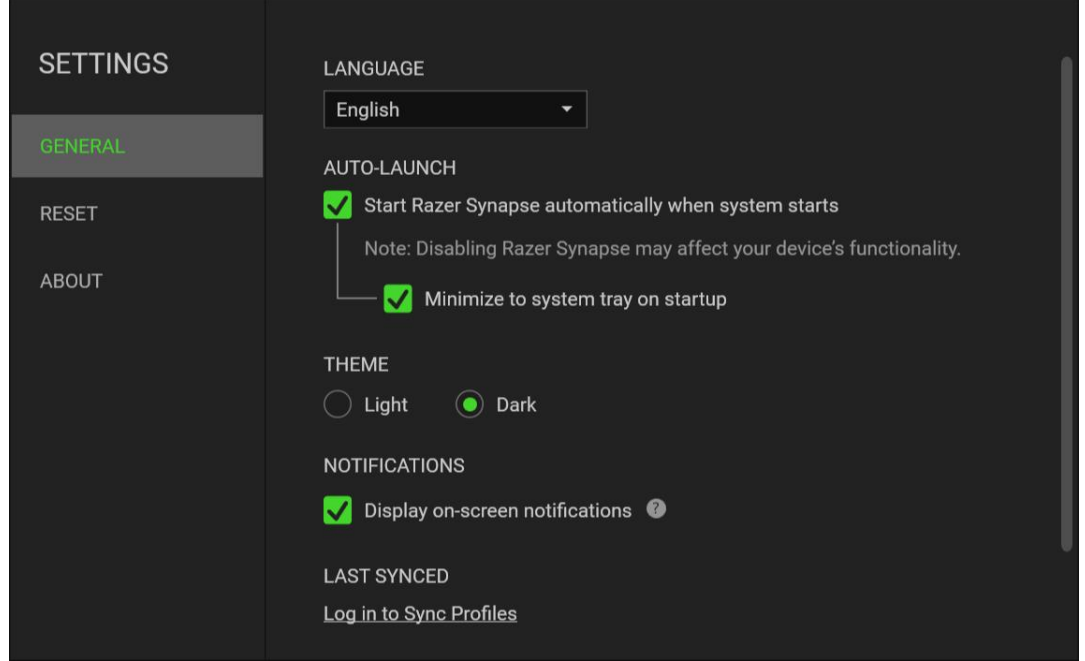 SETTINGS
GENERAL
RESET
ABOUT
LANGUAGE
English
AUTO-LAUNCH
Start Razer Synapse automatically when system starts
Note: Disabling Razer Synapse may affect your device’s functionality.
Minimize to system tray on startup
THEME
Light Dark
NOTIFICATIONS
Display on-screen notifications ?
LAST SYNCED
Log in to Sync Profiles